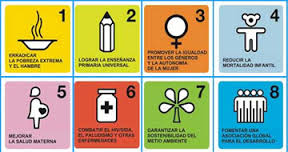 1
ERRADICAR
LA POBREZA EXTREMA
Y EL HAMBRE
2
LOGRAR LA ENSEÑANZA
PRIMARIA UNIVERSAL
3
PROMOVER LA IGUALDAD
ENTRE LOS GÉNEROS
Y LA AUTONOMÍA
DE LA MUJER
4
REDUCIR LA
MORTALIDAD INFANTIL
5
MEJORAR
LA SALUD MATERNA
6
COMBATIR EL VIH/SIDA,
EL PALUDISMO Y OTRAS
ENFERMEDADES
7
GARANTIZAR LA
SOSTENIBILIDAD DEL
MEDIO AMBIENTE
8
FOMENTAR UNA
ASOCIACIÓN GLOBAL
PARA EL DESARROLLO